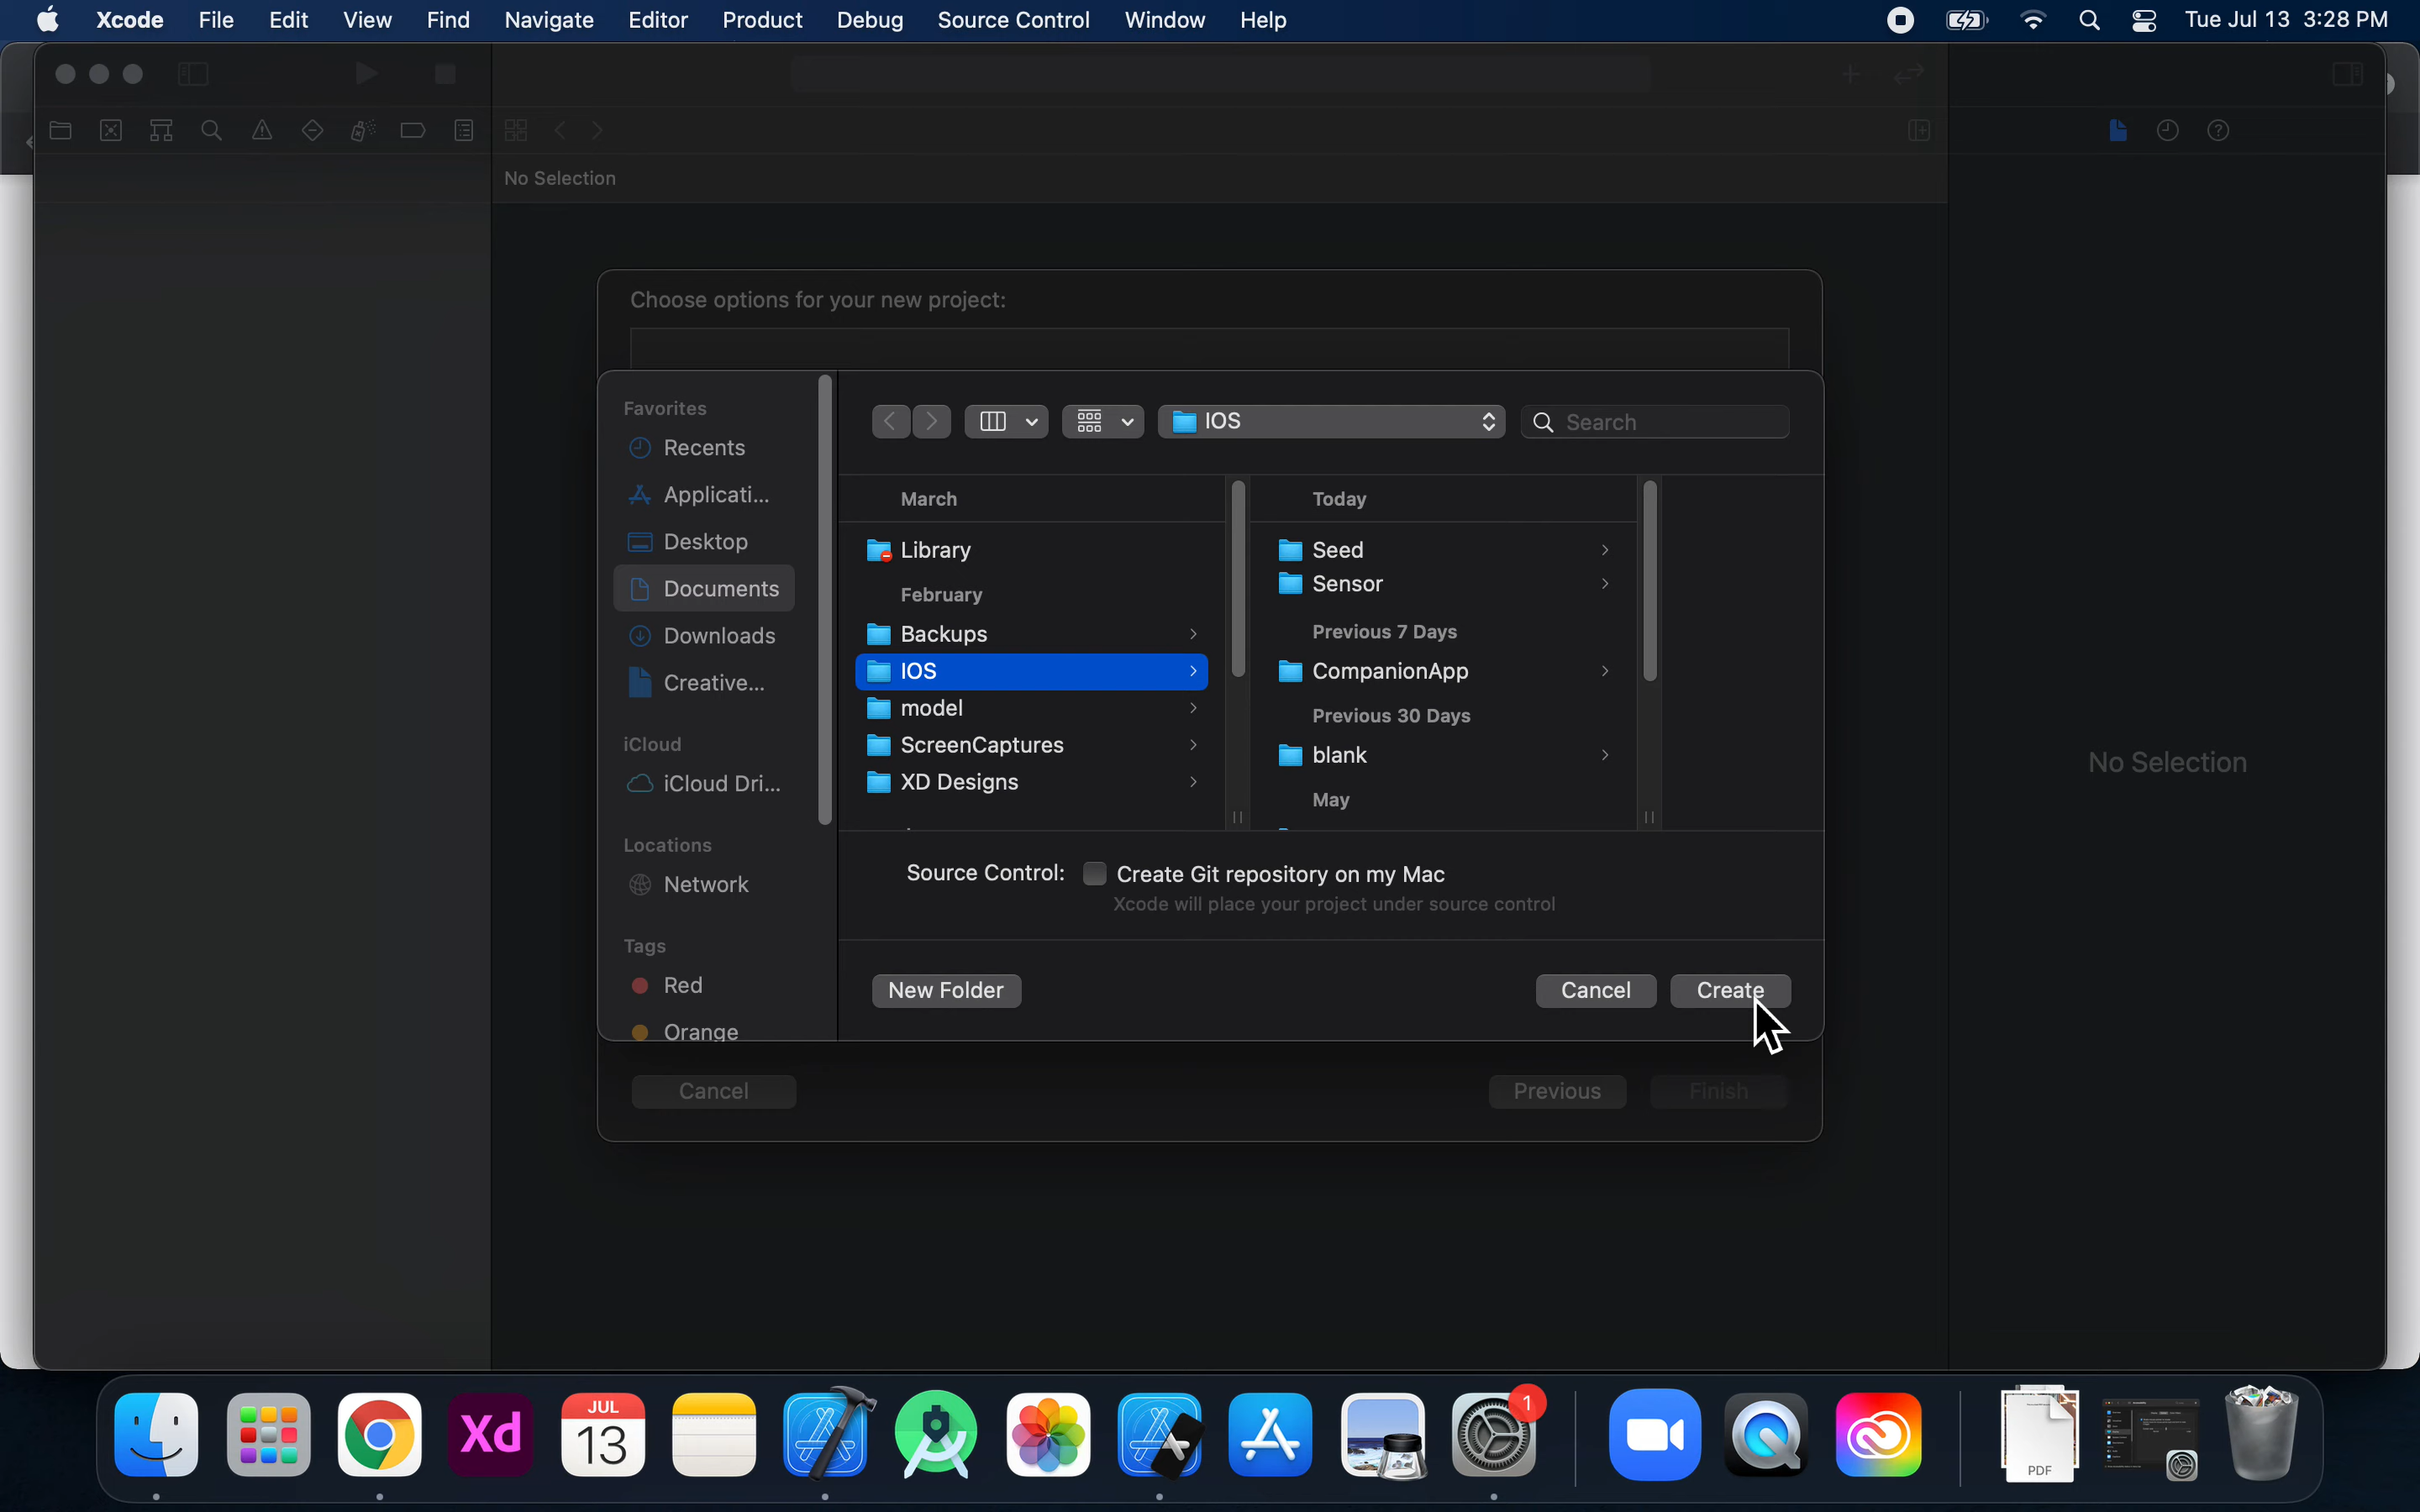 Xcode File Edit View Find Navigate Editor Product Debug Source Control Window Help Tue Jul 13 3:28 PM
No Selection
Choose options for your new project:
Favorites
Recents
Applicati...
Desktop
Documents
Downloads
Creative...
iCloud
iCloud Dri...
Locations
Network
Tags
Red
Orange
IOS
Search
March
Library
February
Backups
IOS
model
ScreenCaptures
XD Designs
Today
Seed
Sensor
Previous 7 Days
CompanionApp
Previous 30 Days
blank
May
Source Control: Create Git repository on my Mac
Xcode will place your project under source control
New Folder Cancel Create
Cancel Previous Finish
No Selection
Xd
JUL
13
1
PDF